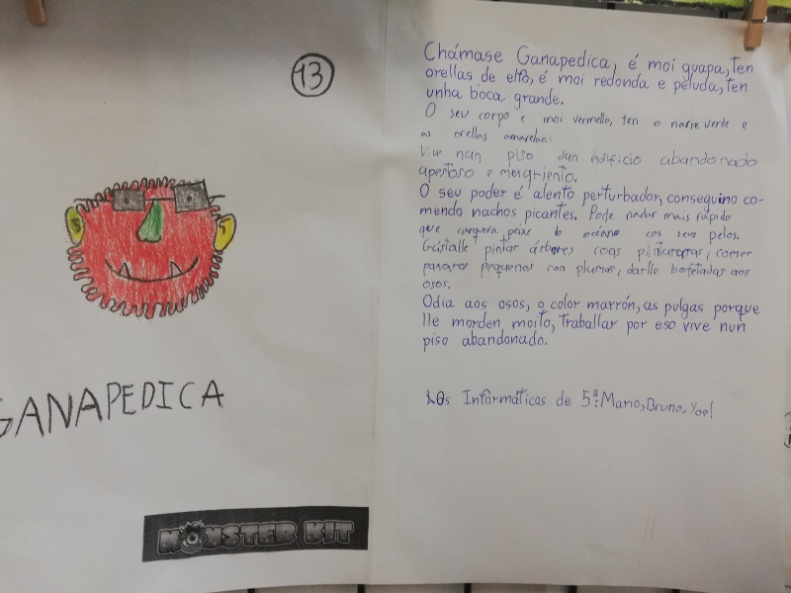 13
GANAPEDICA
MONSTER KIT
Chámase Ganapedica, é moi guapa, ten
orellas de elfo, é moi redonda e peluda, ten
unha boca grande.
O seu corpo e moi vermello, ten o narie verde e
as orellas amarelas.
Vive nun piso dun edificio abandonado
apestoso e mugriento.
O seu poder é alento perturbador, conseguino co-
mendo nachos picantes. Pode nadar mais rápido
que calquera peixe do océano cos seus pelos.
Gústalle pintar árbores coas pinturas, comer
paxaros pequenos con plumas, darlle bofetadas aos
osos.
Odia aos osos, o color marrón, as pulgas porque
lle morden moito, traballar por eso vive nun
piso abandonado.
Os Informáticos de 5º: Mario, Bruno, Yoel